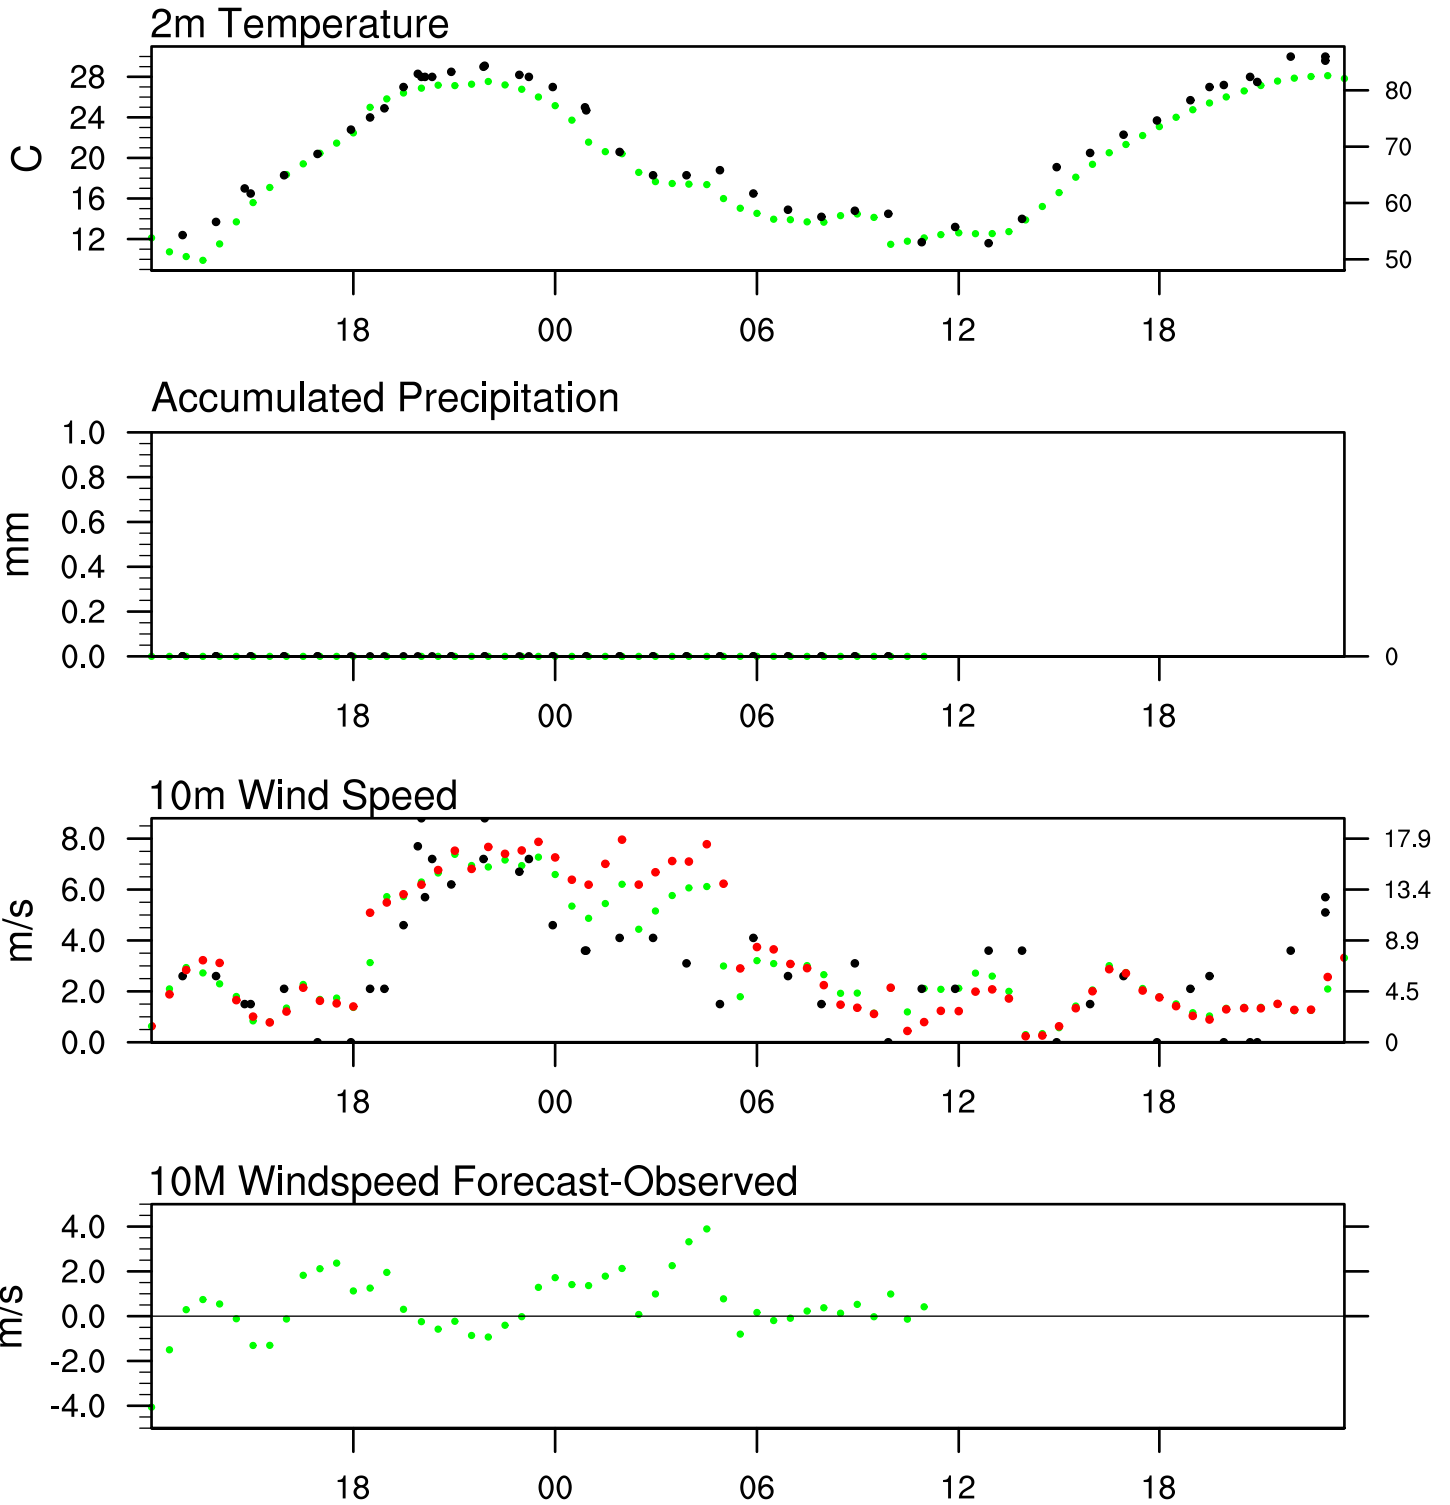 2m Temperature
28
24
20
16
12
C
80
70
60
50
18 00 06 12 18
Accumulated Precipitation
1.0
0.8
0.6
0.4
0.2
0.0
mm
0
18 00 06 12 18
10m Wind Speed
8.0
6.0
4.0
2.0
0.0
m/s
17.9
13.4
8.9
4.5
0
18 00 06 12 18
10M Windspeed Forecast-Observed
4.0
2.0
0.0
-2.0
-4.0
m/s
18 00 06 12 18